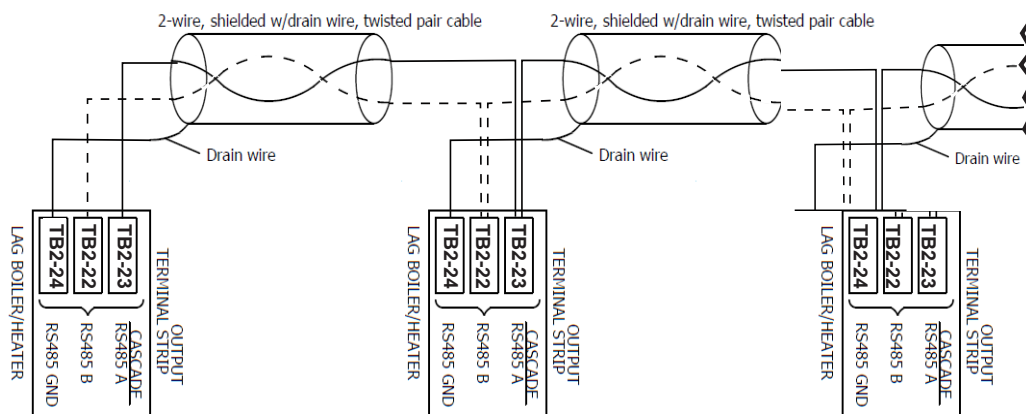 2-wire, shielded w/drain wire, twisted pair cable
2-wire, shielded w/drain wire, twisted pair cable
Drain wire
Drain wire
Drain wire
LAG BOILER/HEATER
TB2-24
TB2-22
TB2-23
RS485 GND
RS485 B
RS485 A
CASCADE
OUTPUT
TERMINAL STRIP
LAG BOILER/HEATER
TB2-24
TB2-22
TB2-23
RS485 GND
RS485 B
RS485 A
CASCADE
OUTPUT
TERMINAL STRIP
LAG BOILER/HEATER
TB2-24
TB2-22
TB2-23
RS485 GND
RS485 B
RS485 A
CASCADE
OUTPUT
TERMINAL STRIP